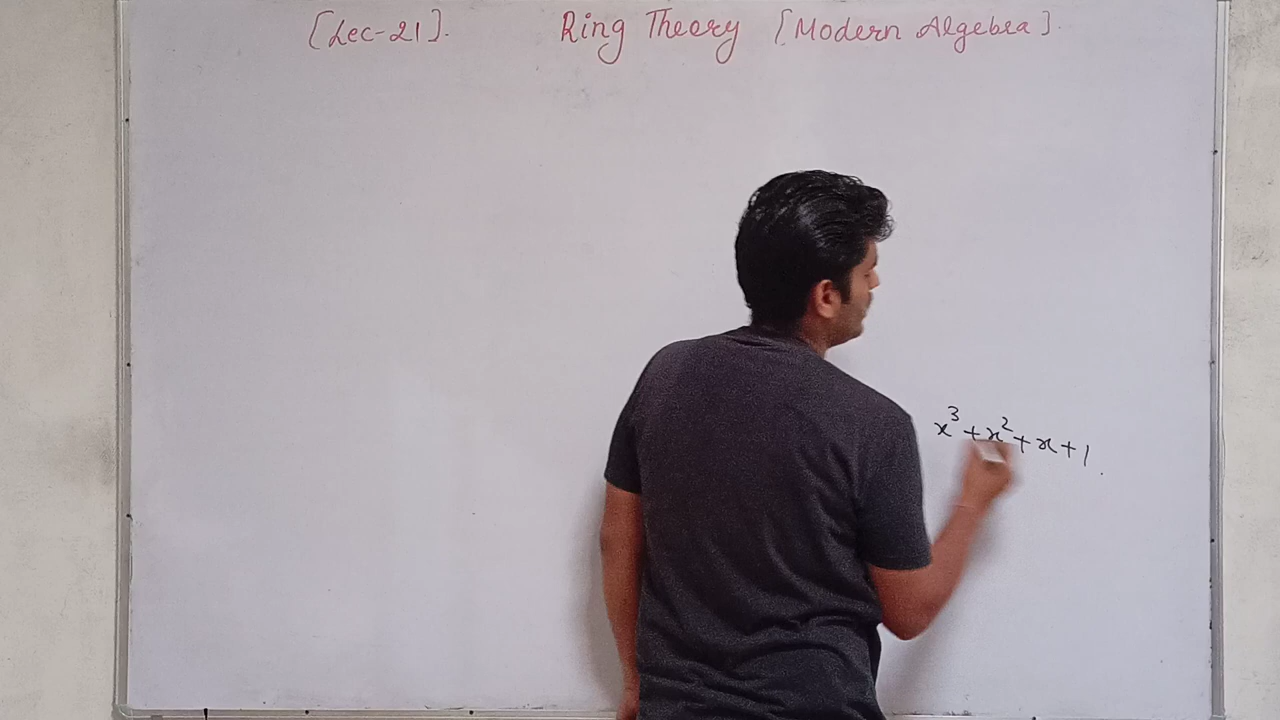 [Lec-21]. Ring Theory [Modern Algebra].
x³+x²+x+1.